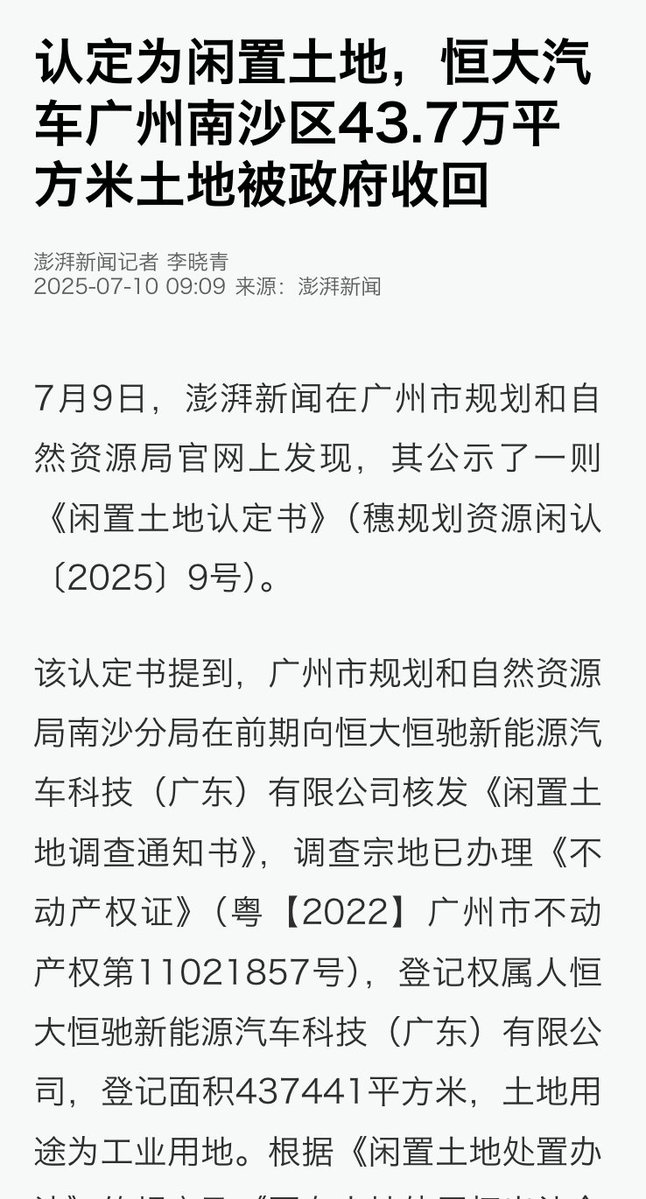 认定为闲置土地，恒大汽
车广州南沙区43.7万平
方米土地被政府收回
澎湃新闻记者 李晓青
2025-07-10 09:09 来源：澎湃新闻
7月9日，澎湃新闻在广州市规划和自
然资源局官网上发现，其公示了一则
《闲置土地认定书》（穗规划资源闲认
〔2025〕9号）。
该认定书提到，广州市规划和自然资源
局南沙分局在前期向恒大恒驰新能源汽
车科技（广东）有限公司核发《闲置土
地调查通知书》，调查宗地已办理《不
动产权证》（粤【2022】广州市不动
产权第11021857号），登记权属人恒
大恒驰新能源汽车科技（广东）有限公
司，登记面积437441平方米，土地用
途为工业用地。根据《闲置土地处置办